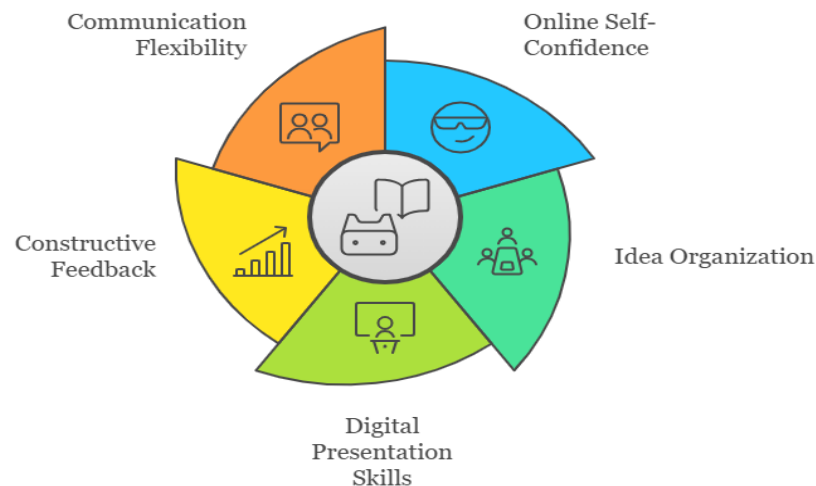 Communication
Flexibility
Online Self-
Confidence
Constructive
Feedback
Idea Organization
Digital
Presentation
Skills